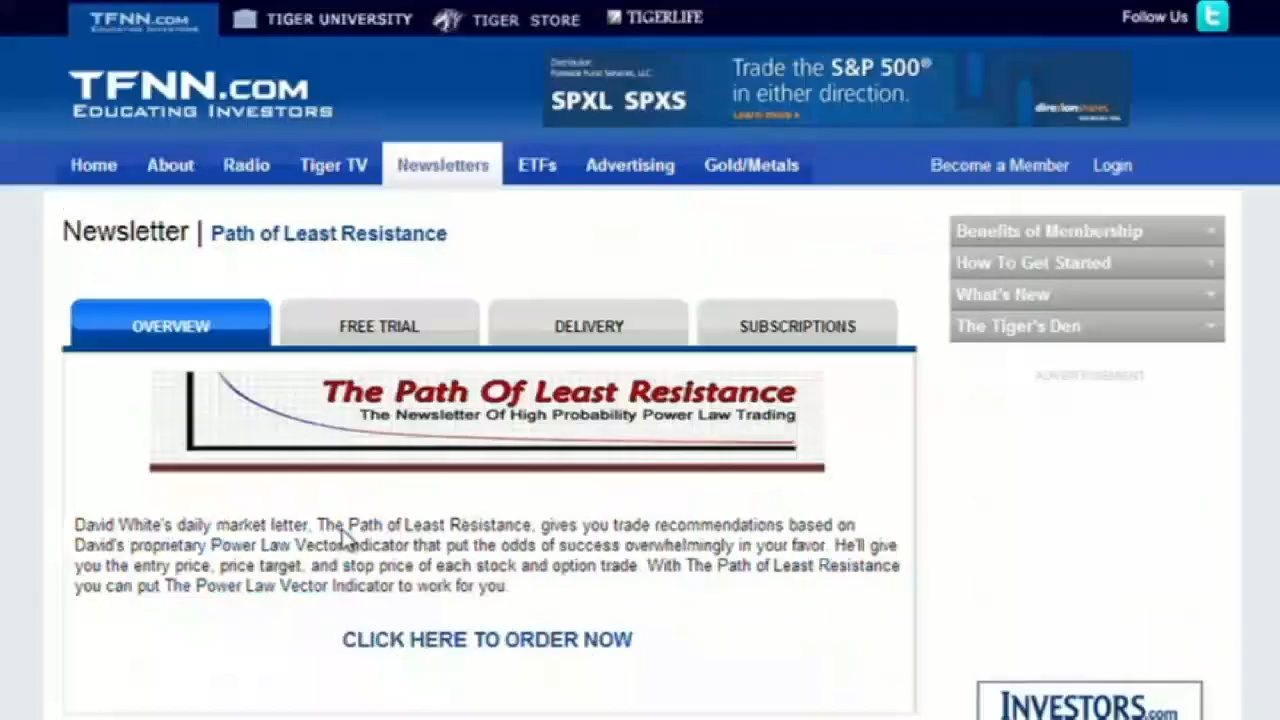 TFNN.COM
EDUCATING INVESTORS
TIGER UNIVERSITY
TIGER STORE
TIGERLIFE
Follow Us
TFNN.COM
EDUCATING INVESTORS
Distributor:
SPXL SPXS
Trade the S&P 500®
in either direction.
Learn more
direxionshares
Home About Radio Tiger TV Newsletters ETFs Advertising Gold/Metals Become a Member Login
Newsletter | Path of Least Resistance
Benefits of Membership
How To Get Started
What's New
The Tiger's Den
ADVERTISEMENT
OVERVIEW FREE TRIAL DELIVERY SUBSCRIPTIONS
The Path Of Least Resistance
The Newsletter Of High Probability Power Law Trading
David White's daily market letter, The Path of Least Resistance, gives you trade recommendations based on
David's proprietary Power Law Vector Indicator that put the odds of success overwhelmingly in your favor. He'll give
you the entry price, price target, and stop price of each stock and option trade. With The Path of Least Resistance
you can put The Power Law Vector Indicator to work for you.
CLICK HERE TO ORDER NOW
INVESTORS.com